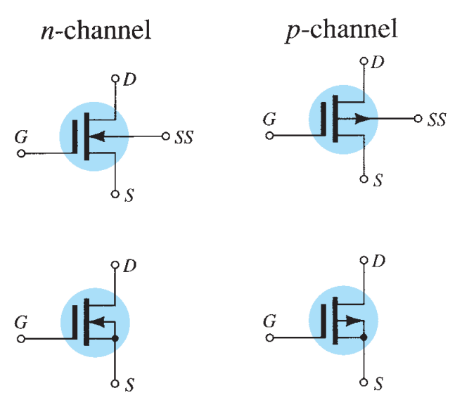 n-channel p-channel
D D
G SS G SS
S S
D D
G G
S S